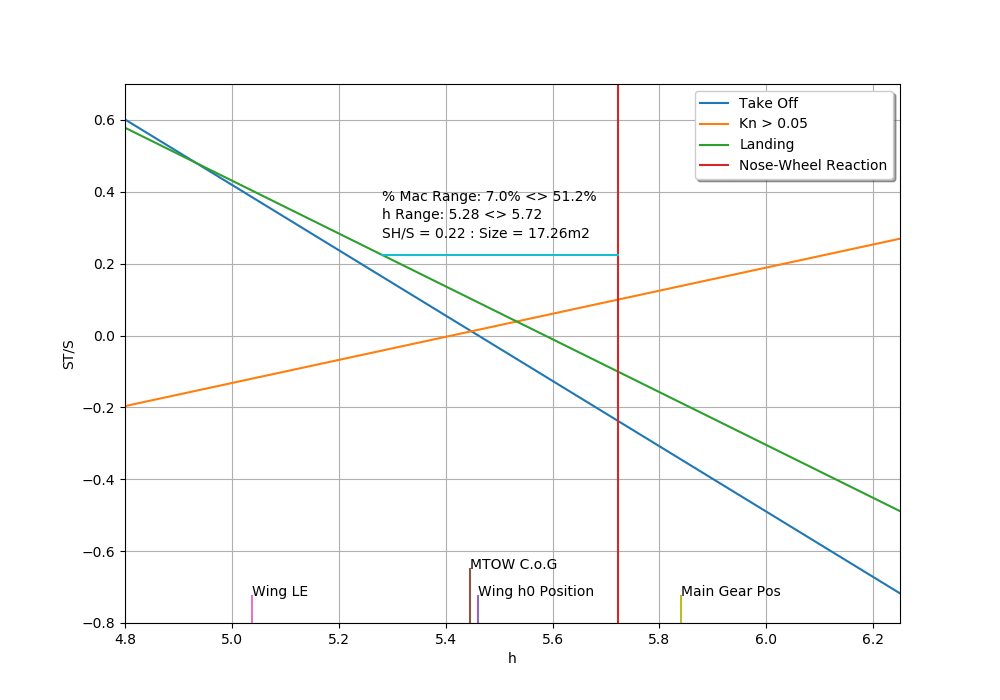 Take Off
Kn > 0.05
Landing
Nose-Wheel Reaction
% Mac Range: 7.0% <> 51.2%
h Range: 5.28 <> 5.72
SH/S = 0.22 : Size = 17.26m2
0.6
0.4
0.2
0.0
−0.2
−0.4
−0.6
−0.8
ST/S
MTOW C.o.G
Wing LE
Wing h0 Position
Main Gear Pos
4.8 5.0 5.2 5.4 5.6 5.8 6.0 6.2
h